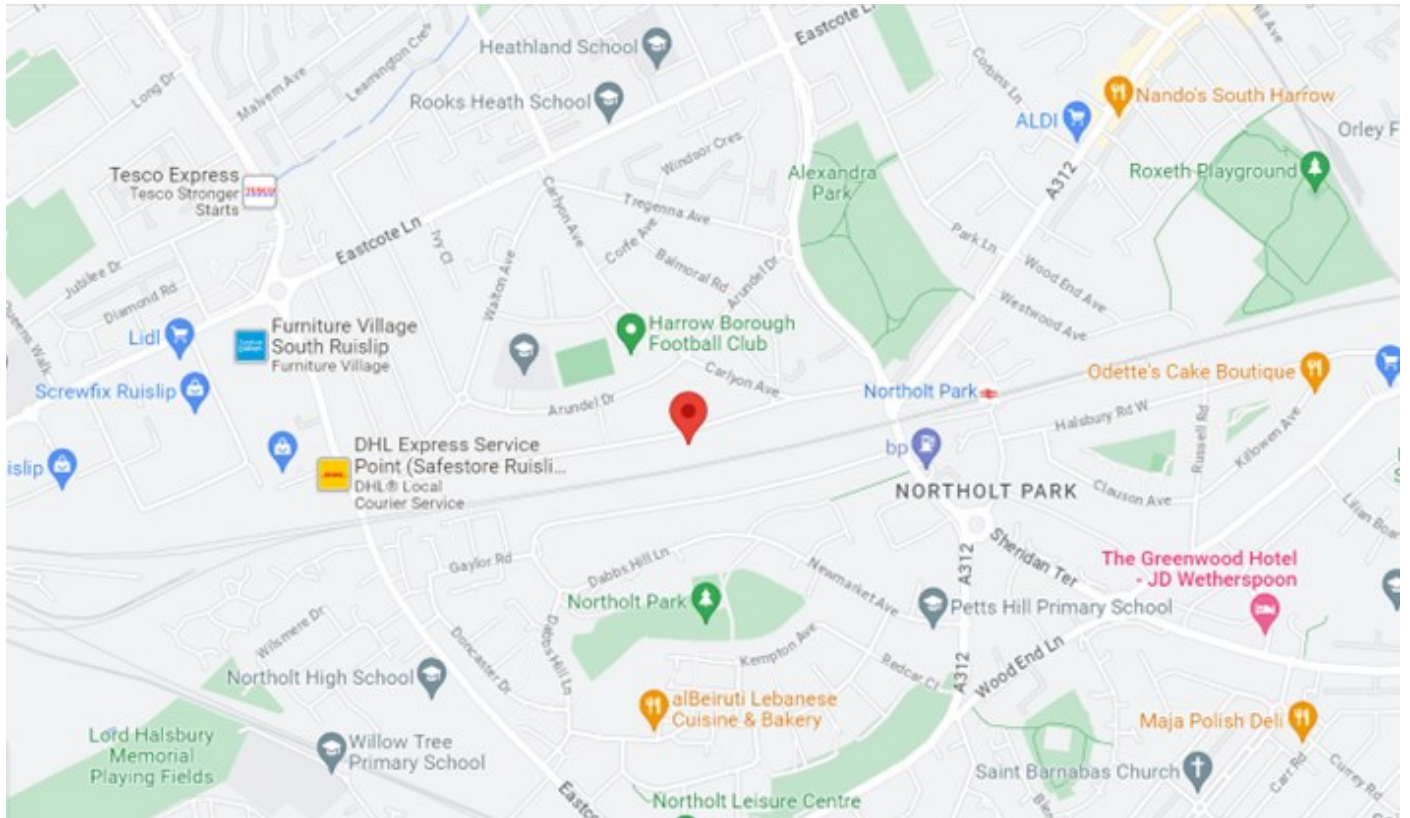 Eastcote Ln
Heathland School
Long Dr
Malvern Ave
Leamington Cres
Corbins Ln
Rooks Heath School
Nando's South Harrow
ALDI
Orley F
Windsor Cres
Alexandra
Park
A312
Roxeth Playground
Tesco Express
Tesco Stronger
Starts
TESCO
Carlyon Ave
Tregenna Ave
Eastcote Ln
Ivy Cl
Corfe Ave
Park Ln
Jubilee Dr
Walton Ave
Balmoral Rd
Arundel Dr
Wood End Ave
Diamond Rd
Westwood Ave
Queens Walk
Lidl
Furniture Village
South Ruislip
Furniture Village
Harrow Borough
Football Club
Screwfix Ruislip
Arundel Dr
Carlyon Ave
Northolt Park
Odette's Cake Boutique
Halsbury Rd W
Russell Rd
Killowen Ave
islip
DHL Express Service
Point (Safestore Ruisli...
DHL® Local
Courier Service
bp
NORTHOLT PARK
Clauson Ave
Lilian Boar
Sheridan Ter
A312
Gaylor Rd
Dabbs Hill Ln
Newmarket Ave
The Greenwood Hotel
- JD Wetherspoon
Northolt Park
Petts Hill Primary School
Wilsmere Dr
Doncaster Dr
Dabbs Hill Ln
Kempton Ave
Redcar Cl
A312
Wood End Ln
Northolt High School
alBeiruti Lebanese
Cuisine & Bakery
Maja Polish Deli
Lord Halsbury
Memorial
Playing Fields
Willow Tree
Primary School
Saint Barnabas Church
Carr Rd
Currey Rd
Eastc
Northolt Leisure Centre